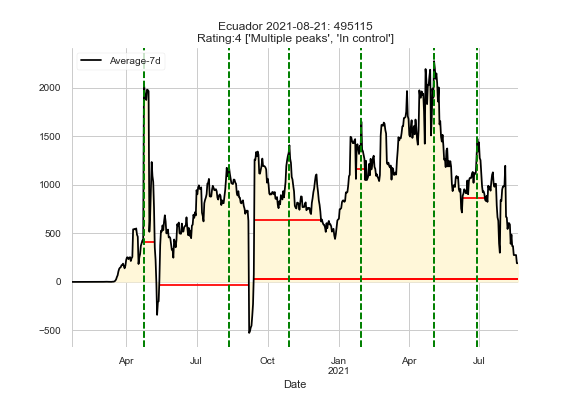 Ecuador 2021-08-21: 495115
Rating:4 ['Multiple peaks', 'In control']
Average-7d
2000
1500
1000
500
0
−500
Apr
Jul
Oct
Jan
2021
Apr
Jul
Date